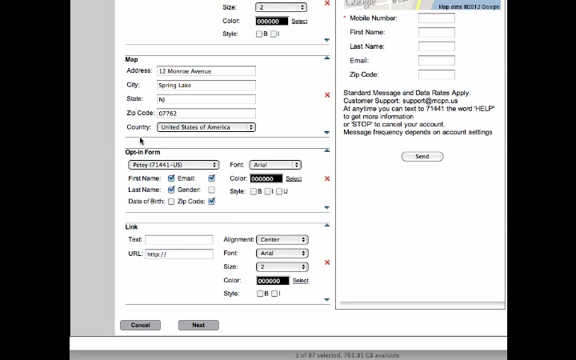 Size: 2
Color: 000000 Select
Style: B I
Map
Address: 12 Monroe Avenue
City: Spring Lake
State: NJ
Zip Code: 07762
Country: United States of America
Opt-in Form
Petey (71441-US) Font: Arial
First Name: Email: Color: 000000 Select
Last Name: Gender: Style: B I U
Date of Birth: Zip Code:
Link
Text: Alignment: Center
URL: http:// Font: Arial
Size: 2
Color: 000000 Select
Style: B I
Cancel Next
Google Map data ©2012 Google
* Mobile Number:
First Name:
Last Name:
Email:
Zip Code:
Standard Message and Data Rates Apply.
Customer Support: support@mcpn.us
At anytime you can text to 71441 the word "HELP"
to get more information
or 'STOP' to cancel your account.
Message frequency depends on account settings
Send
1 of 87 selected, 761.81 GB available